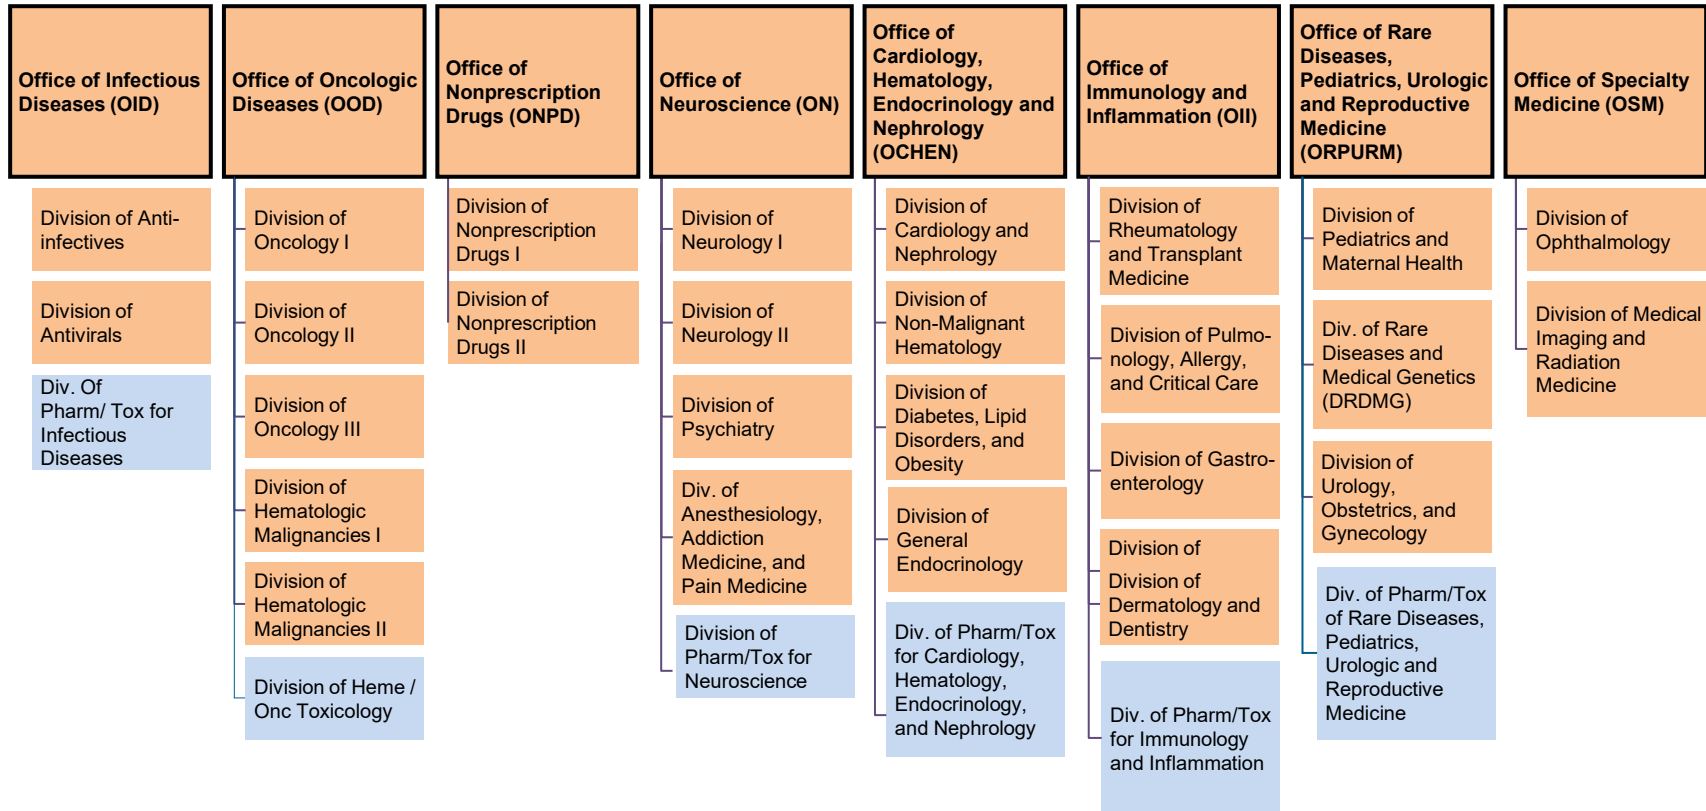 Office of Infectious
Diseases (OID)
Division of Anti-
infectives
Division of
Antivirals
Div. Of
Pharm/ Tox for
Infectious
Diseases
Office of Oncologic
Diseases (OOD)
Division of
Oncology I
Division of
Oncology II
Division of
Oncology III
Division of
Hematologic
Malignancies I
Division of
Hematologic
Malignancies II
Division of Heme /
Onc Toxicology
Office of
Nonprescription
Drugs (ONPD)
Division of
Nonprescription
Drugs I
Division of
Nonprescription
Drugs II
Office of
Neuroscience (ON)
Division of
Neurology I
Division of
Neurology II
Division of
Psychiatry
Div. of
Anesthesiology,
Addiction
Medicine, and
Pain Medicine
Division of
Pharm/Tox for
Neuroscience
Office of
Cardiology,
Hematology,
Endocrinology and
Nephrology
(OCHEN)
Division of
Cardiology and
Nephrology
Division of
Non-Malignant
Hematology
Division of
Diabetes, Lipid
Disorders, and
Obesity
Division of
General
Endocrinology
Div. of Pharm/Tox
for Cardiology,
Hematology,
Endocrinology,
and Nephrology
Office of
Immunology and
Inflammation (OII)
Division of
Rheumatology
and Transplant
Medicine
Division of Pulmo-
nology, Allergy,
and Critical Care
Division of Gastro-
enterology
Division of
Division of
Dermatology and
Dentistry
Div. of Pharm/Tox
for Immunology
and Inflammation
Office of Rare
Diseases,
Pediatrics, Urologic
and Reproductive
Medicine
(ORPURM)
Division of
Pediatrics and
Maternal Health
Div. of Rare
Diseases and
Medical Genetics
(DRDMG)
Division of
Urology,
Obstetrics, and
Gynecology
Div. of Pharm/Tox
of Rare Diseases,
Pediatrics,
Urologic and
Reproductive
Medicine
Office of Specialty
Medicine (OSM)
Division of
Ophthalmology
Division of Medical
Imaging and
Radiation
Medicine